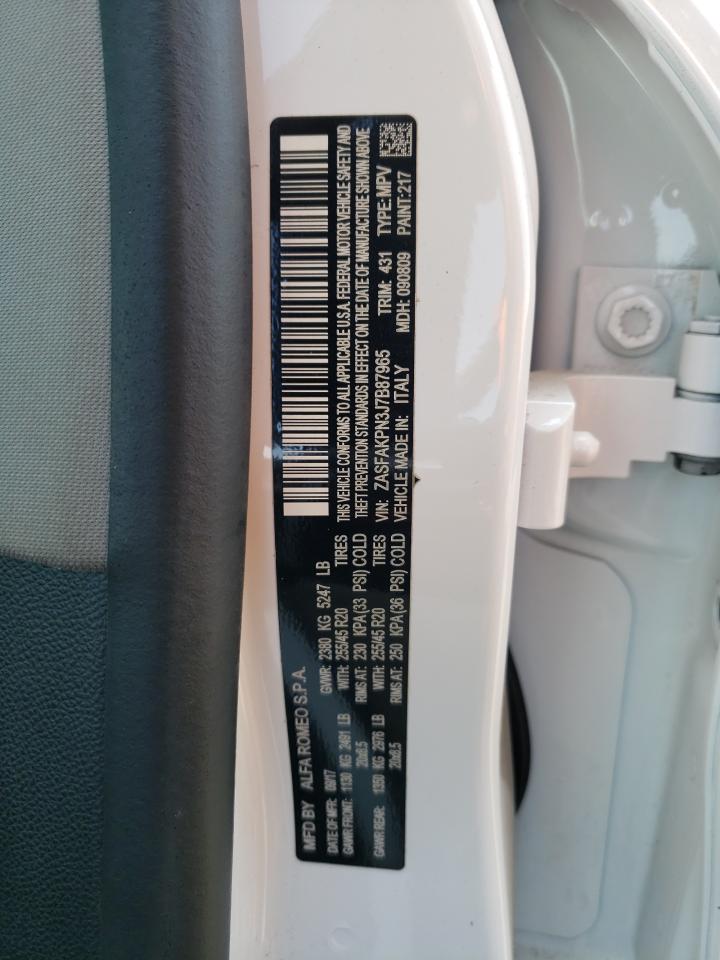 MFD BY ALFA ROMEO S.P.A.
DATE OF MFR: 09/17 GVWR: 2380 KG 5247 LB
GAWR FRONT: 1130 KG 2491 LB WITH: 255/45 R20 TIRES
20x8.5 RIMS AT: 230 KPA(33 PSI) COLD
GAWR REAR: 1350 KG 2976 LB WITH: 255/45 R20 TIRES
20x8.5 RIMS AT: 250 KPA(36 PSI) COLD
THIS VEHICLE CONFORMS TO ALL APPLICABLE U.S.A. FEDERAL MOTOR VEHICLE SAFETY AND
THEFT PREVENTION STANDARDS IN EFFECT ON THE DATE OF MANUFACTURE SHOWN ABOVE
VIN: ZASFAKPN3J7B87965 TRIM: 431 TYPE: MPV
VEHICLE MADE IN: ITALY MDH: 090809 PAINT: 217